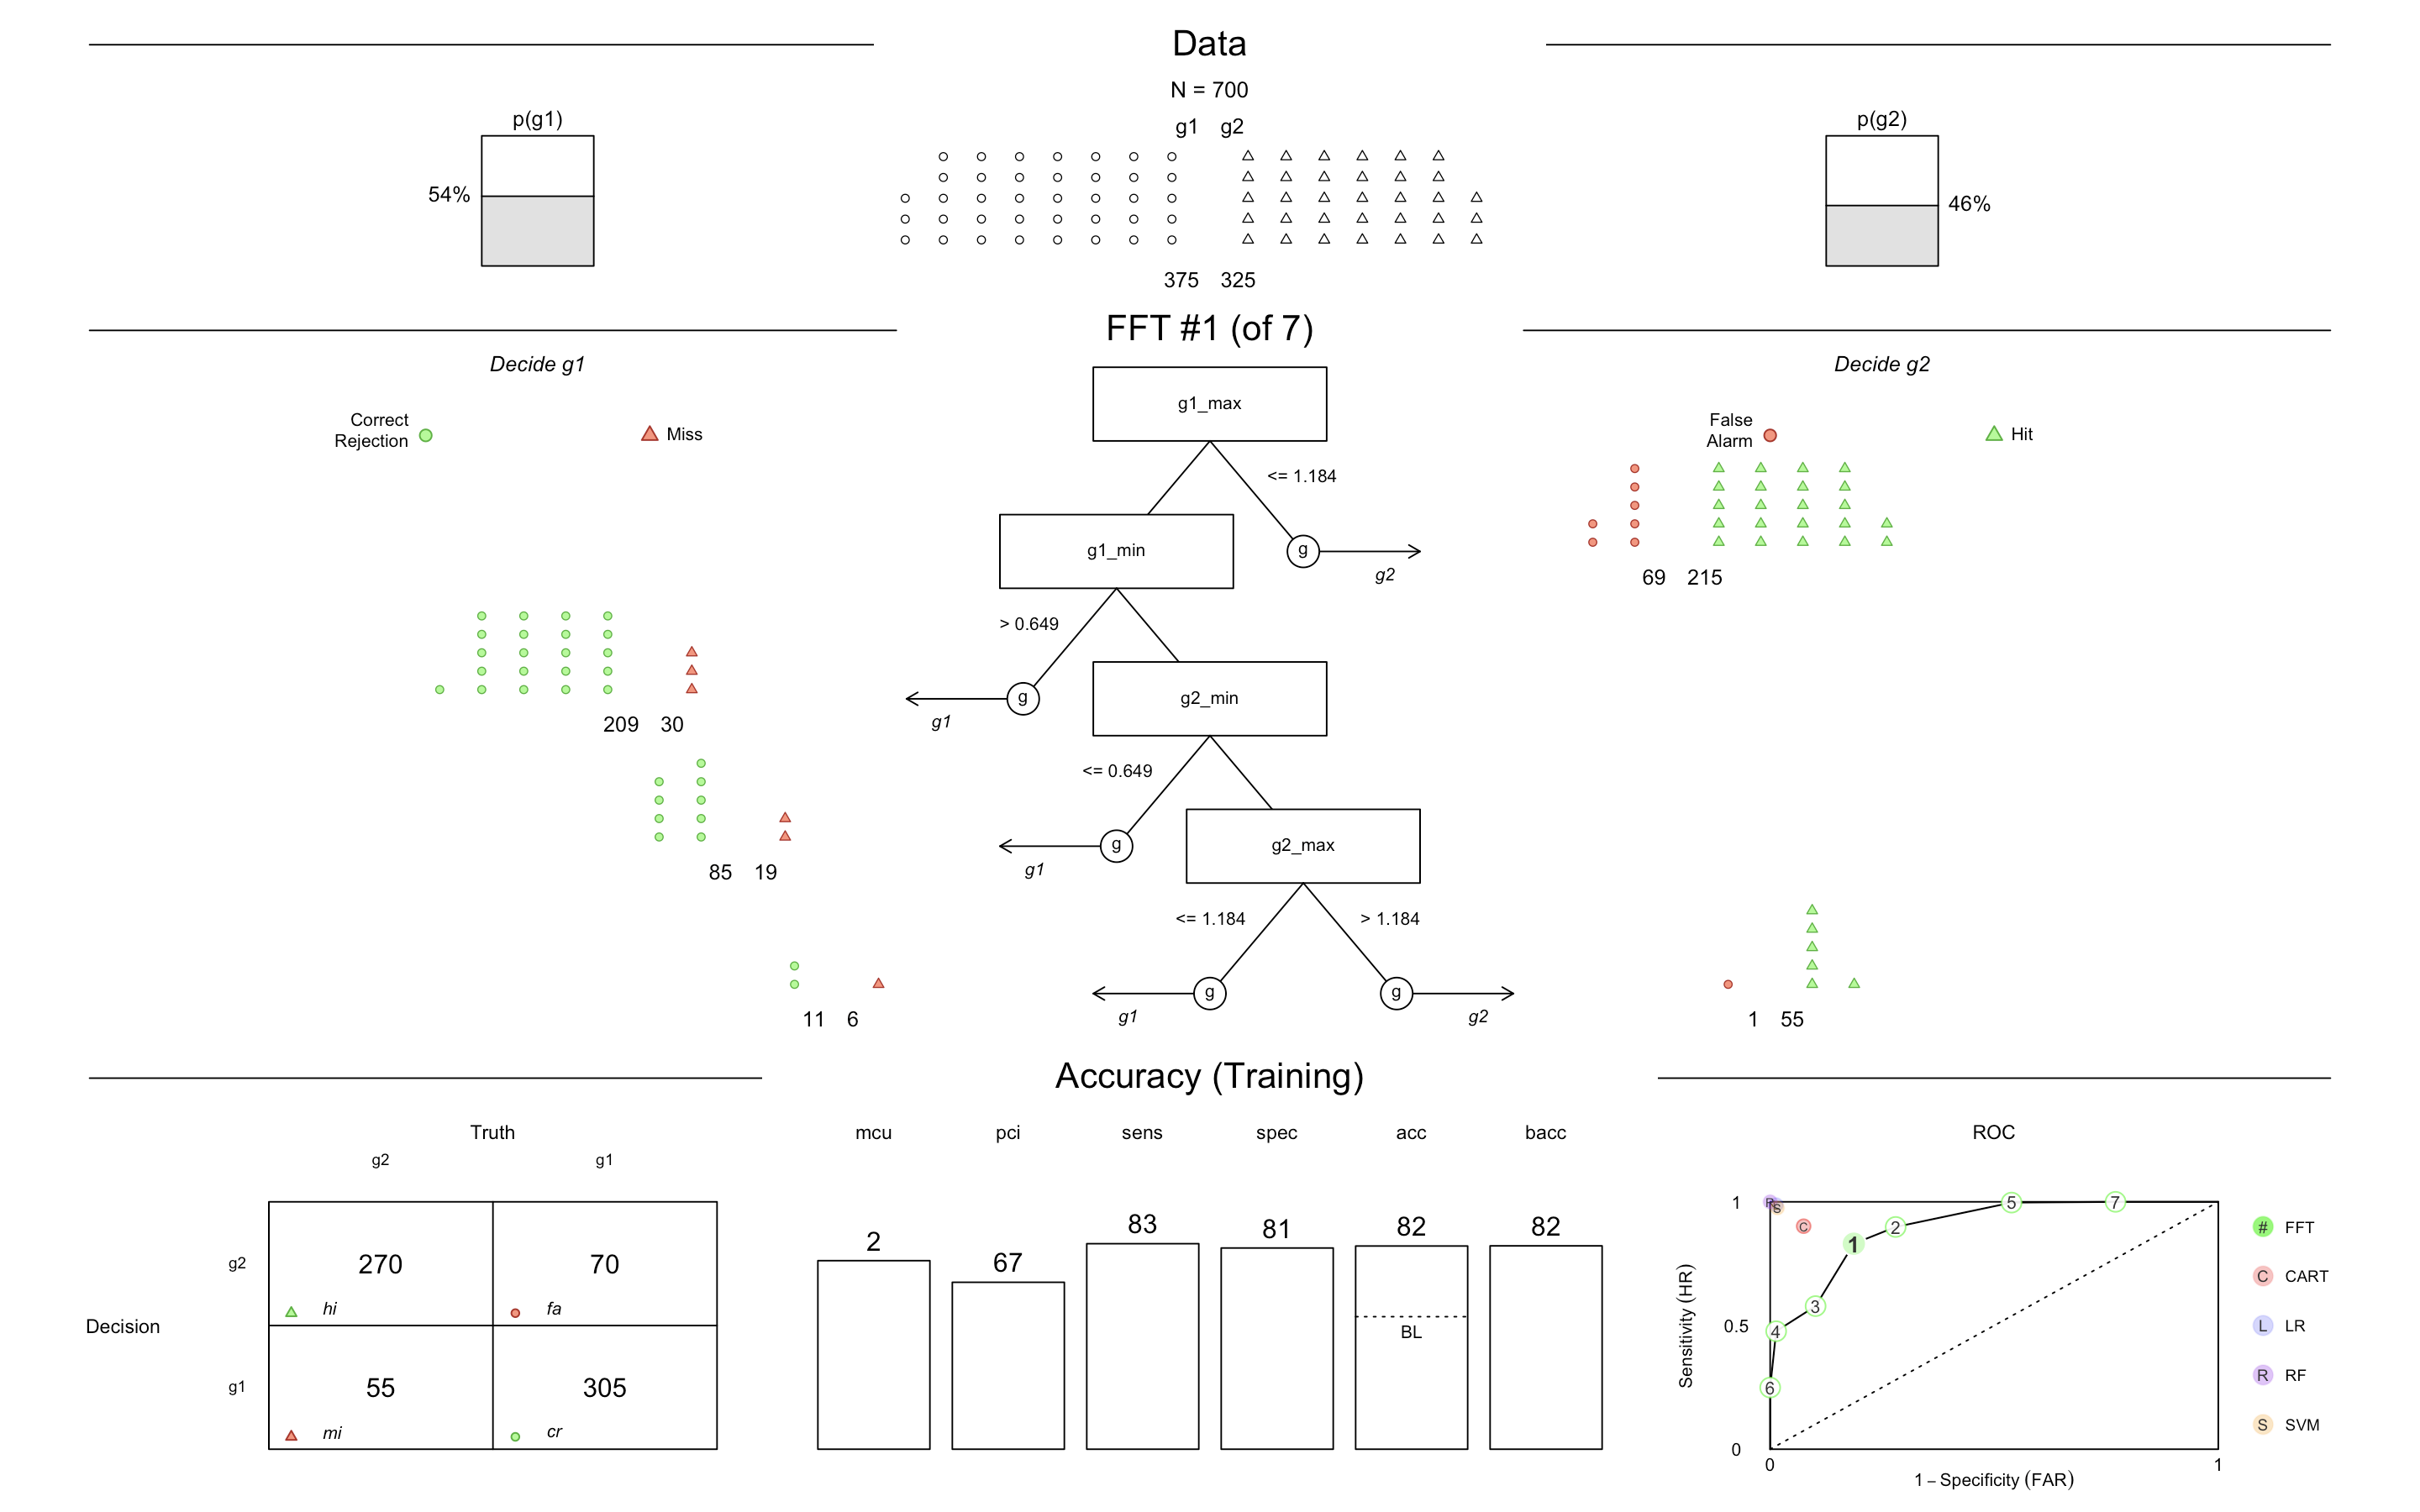 Data
N = 700
p(g1)
g1 g2
p(g2)
54%
46%
375 325
FFT #1 (of 7)
Decide g1
Decide g2
Correct
Rejection
Miss
False
Alarm
Hit
g1_max
<= 1.184
g1_min
g
g2
69 215
> 0.649
g
g1
g2_min
209 30
<= 0.649
g
g1
g2_max
85 19
<= 1.184
> 1.184
g
g
g1
g2
11 6
1 55
Accuracy (Training)
Truth
g2
g1
Decision
g2
270
hi
70
fa
g1
55
mi
305
cr
mcu
pci
sens
spec
acc
bacc
2
67
83
81
82
82
BL
ROC
Sensitivity (HR)
1
0.5
0
0
1
1 – Specificity (FAR)
R
S
C
5
7
2
1
3
4
6
# FFT
C CART
L LR
R RF
S SVM